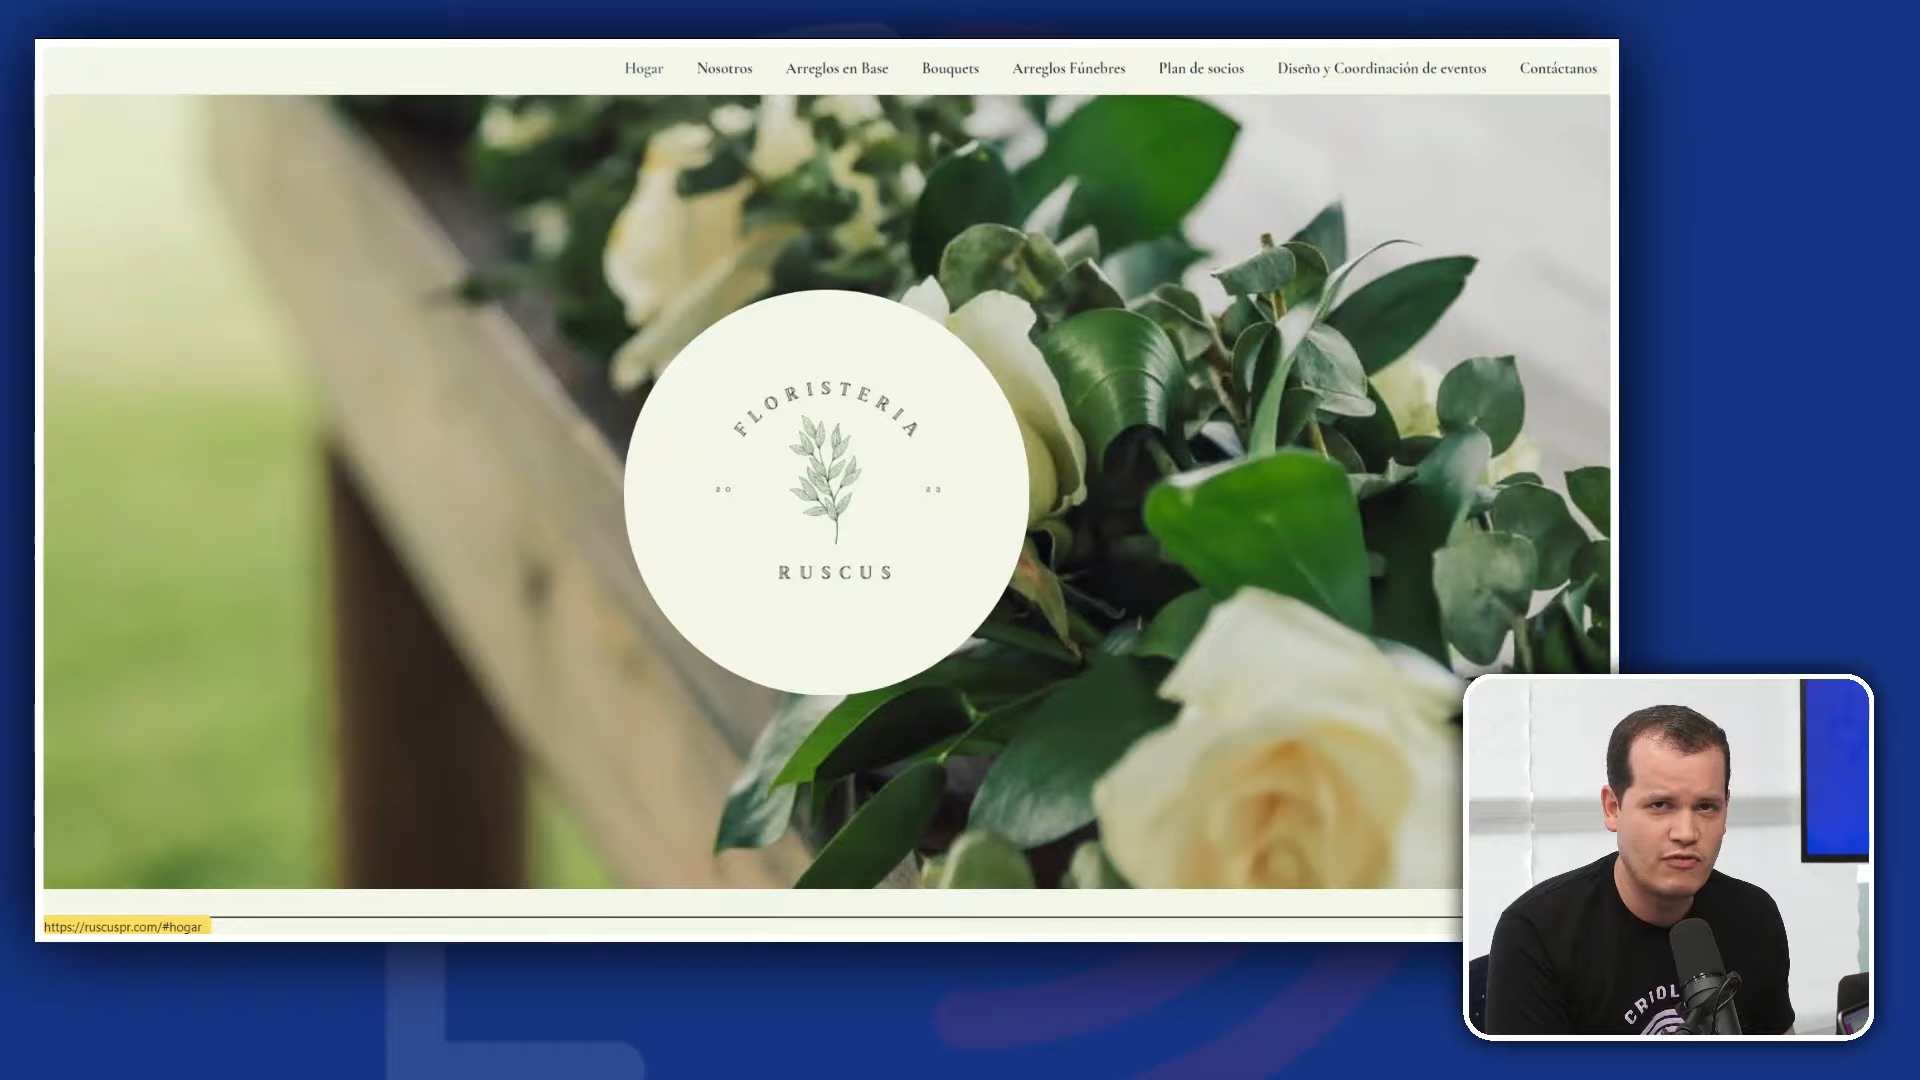 Hogar Nosotros Arreglos en Base Bouquets Arreglos Fúnebres Plan de socios Diseño y Coordinación de eventos Contáctanos
FLORISTERIA
20 23
RUSCUS
https://ruscuspr.com/#hogar